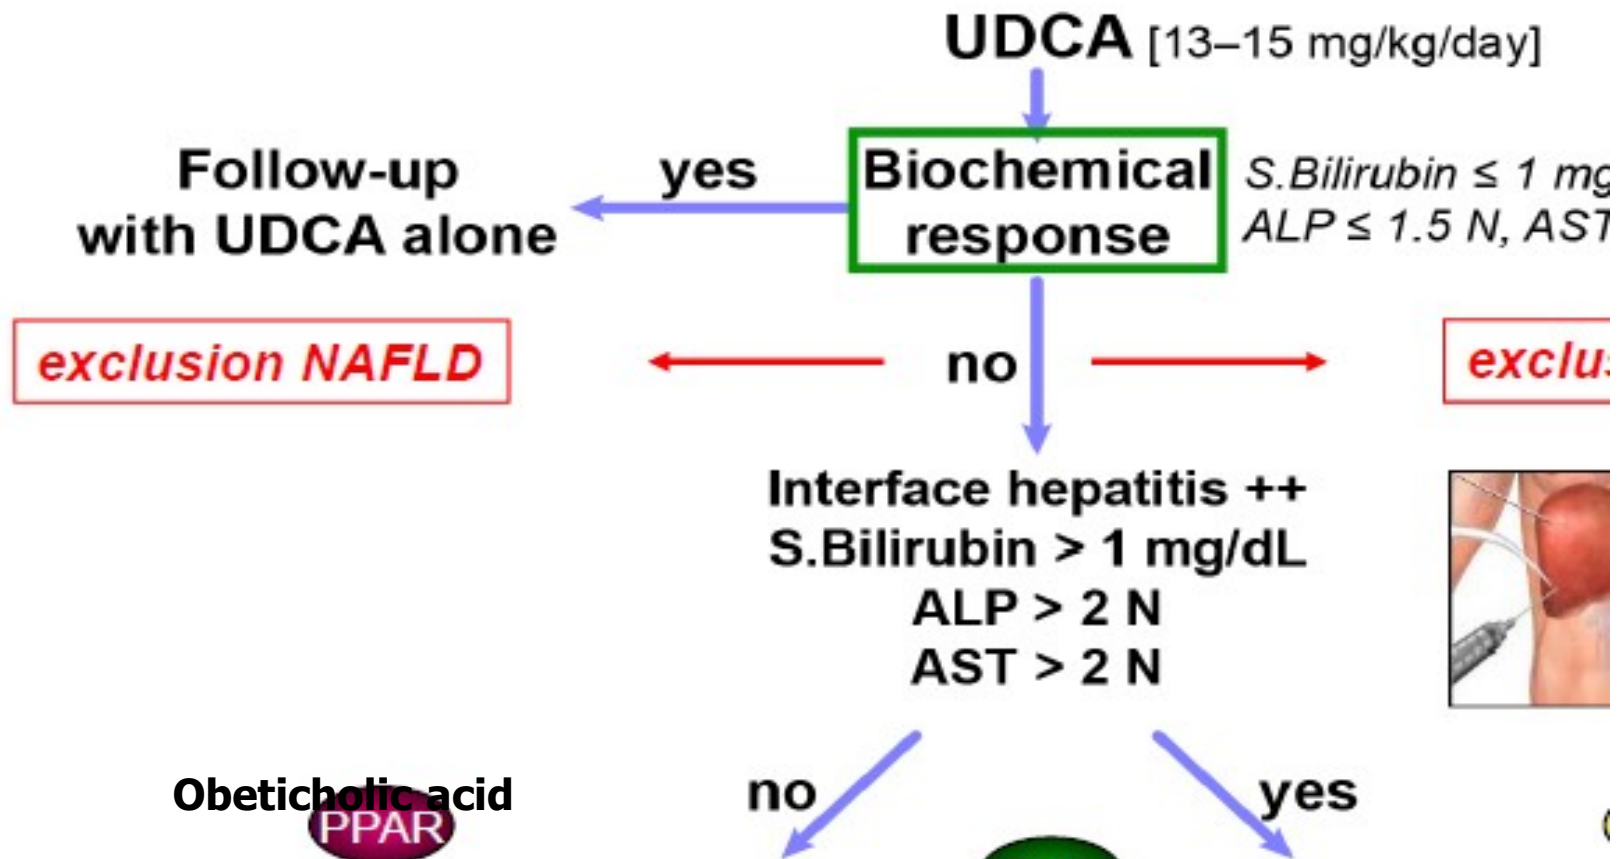 UDCA [13–15 mg/kg/day]
Follow-up
with UDCA alone
yes
Biochemical
response
S.Bilirubin ≤ 1 mg
ALP ≤ 1.5 N, AST
exclusion NAFLD
no
Interface hepatitis ++
S.Bilirubin > 1 mg/dL
ALP > 2 N
AST > 2 N
Obeticholic acid
PPAR
no
yes